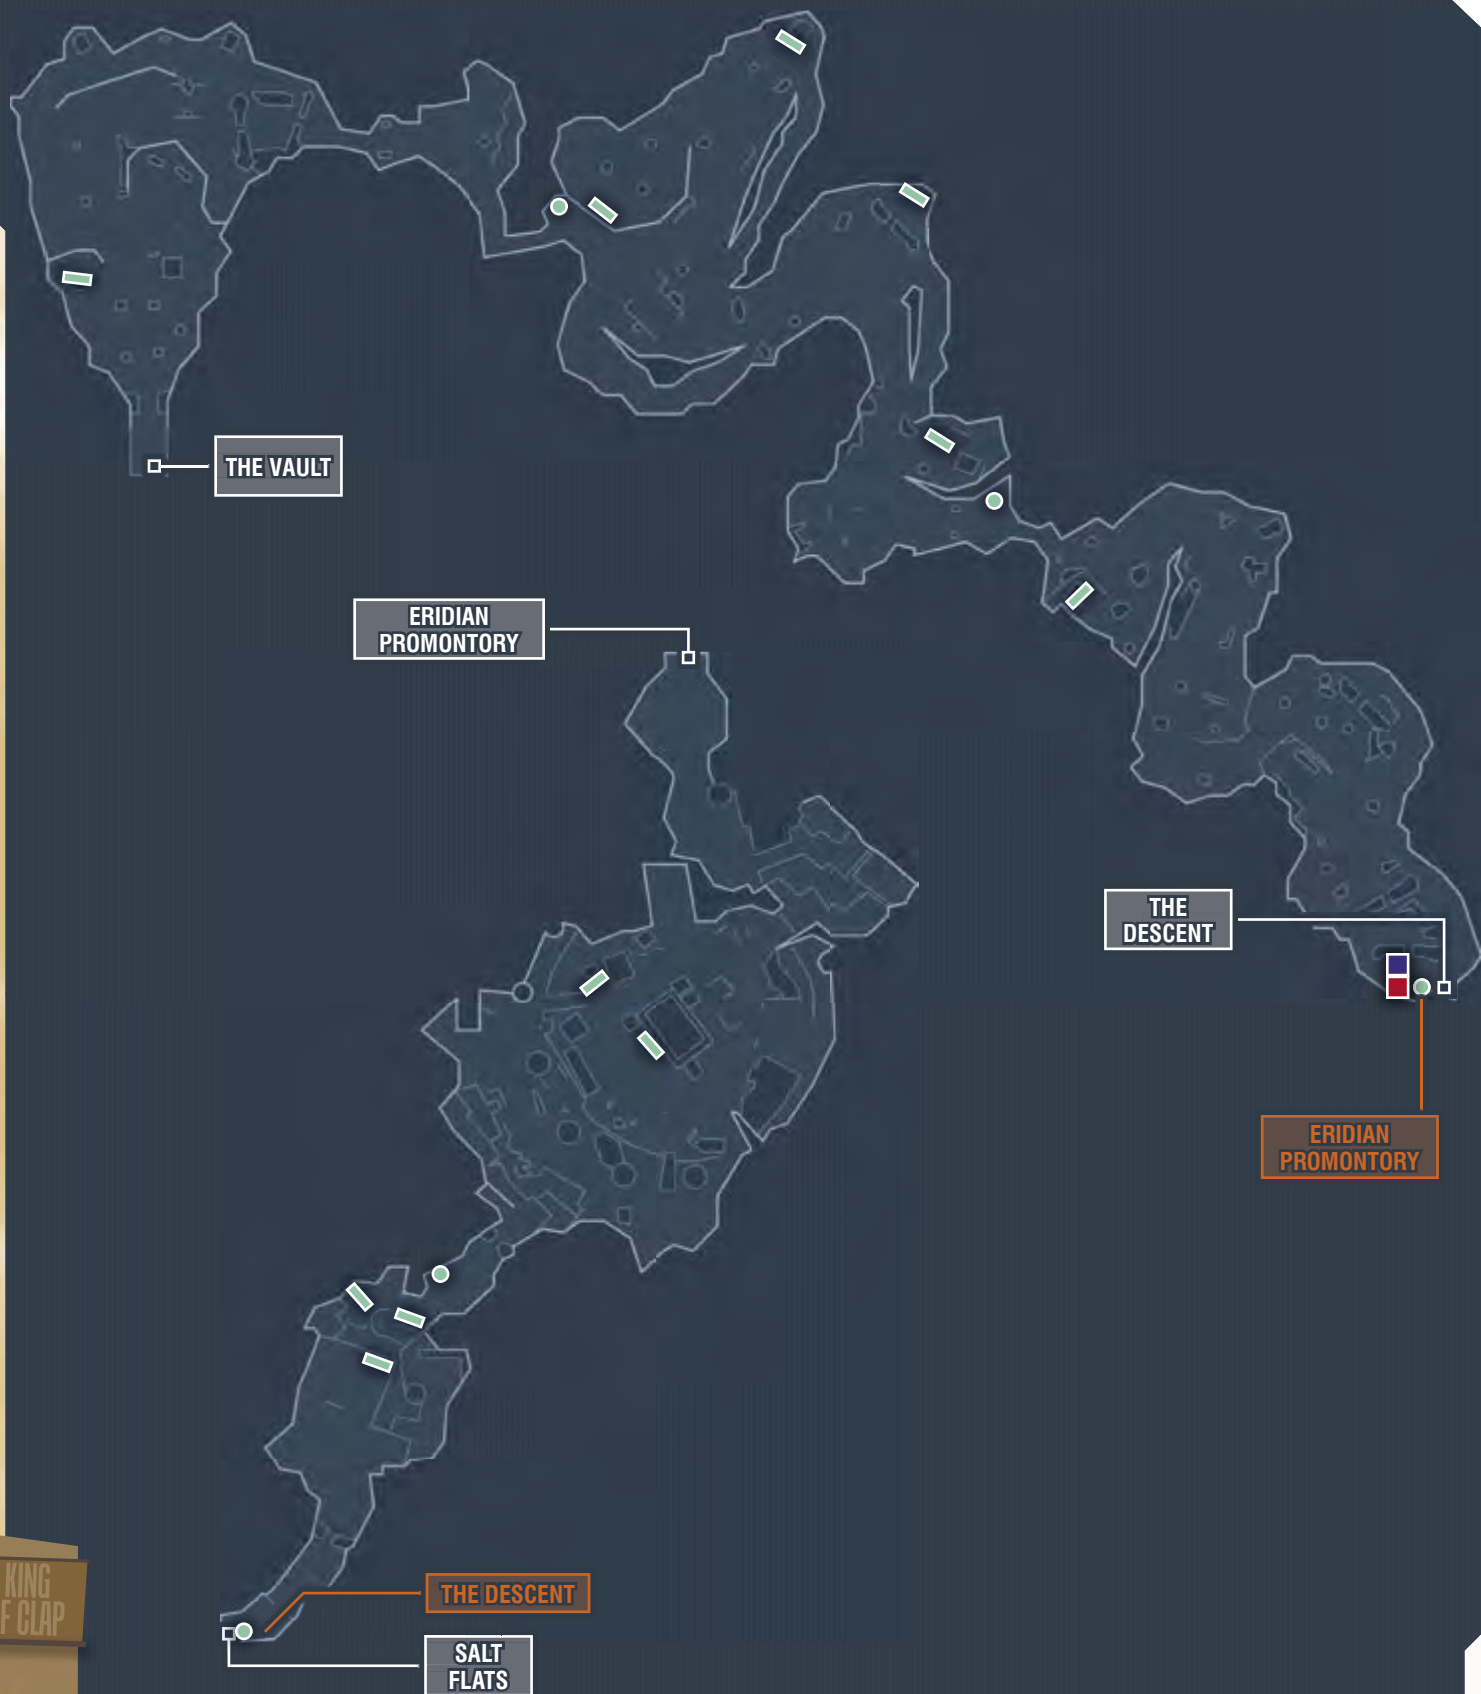 THE VAULT
ERIDIAN
PROMONTORY
THE
DESCENT
ERIDIAN
PROMONTORY
THE DESCENT
SALT
FLATS
KING
F CLAP